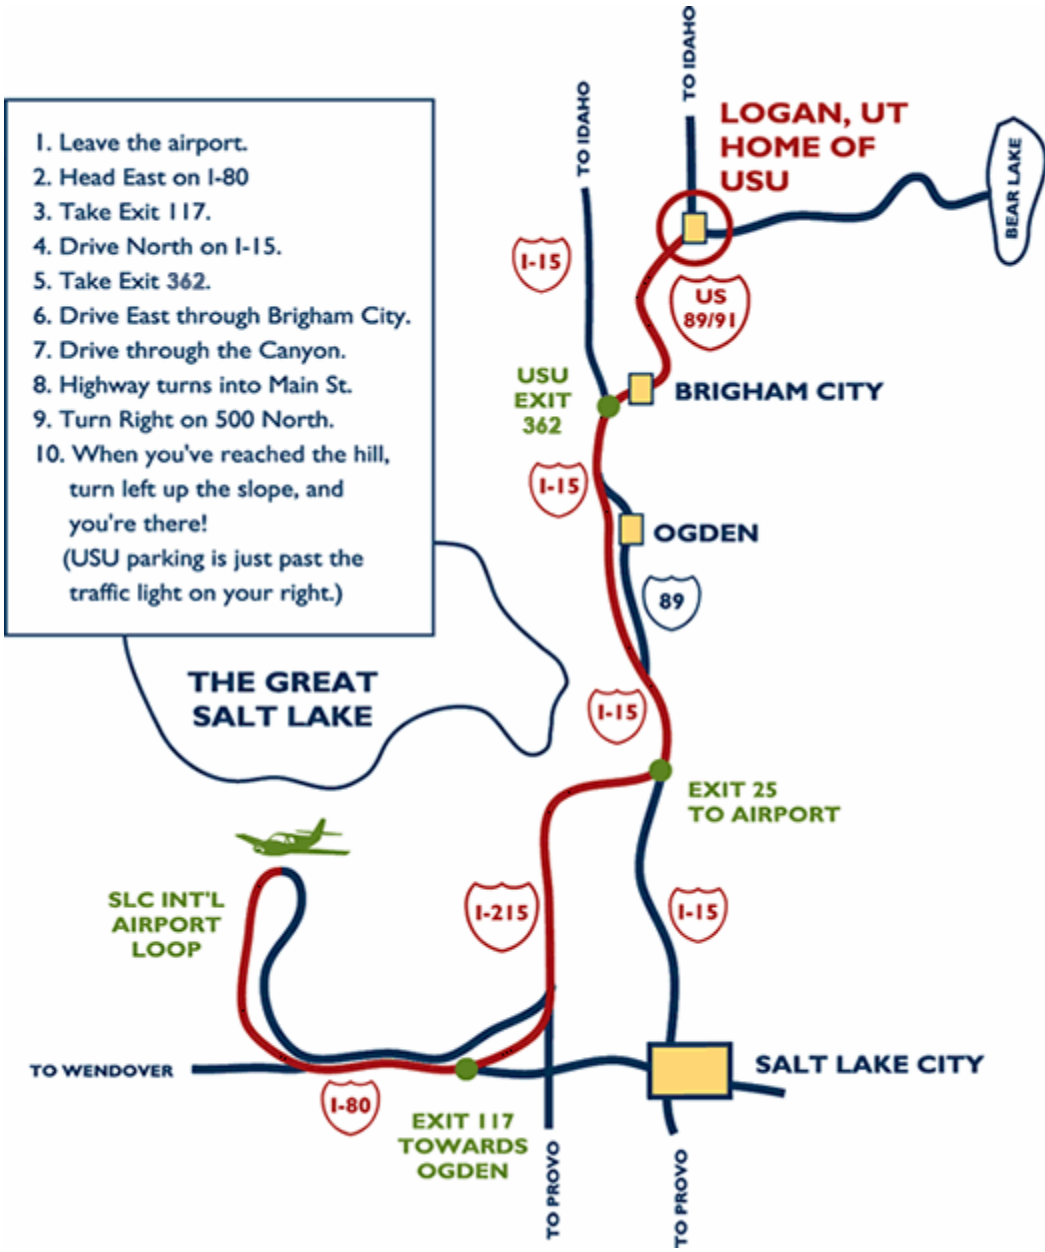 1. Leave the airport.
2. Head East on I-80
3. Take Exit 117.
4. Drive North on I-15.
5. Take Exit 362.
6. Drive East through Brigham City.
7. Drive through the Canyon.
8. Highway turns into Main St.
9. Turn Right on 500 North.
10. When you've reached the hill,
turn left up the slope, and
you're there!
(USU parking is just past the
traffic light on your right.)
TO IDAHO
TO IDAHO
LOGAN, UT
HOME OF
USU
BEAR LAKE
I-15
US
89/91
USU
EXIT
362
BRIGHAM CITY
I-15
OGDEN
89
THE GREAT
SALT LAKE
I-15
EXIT 25
TO AIRPORT
SLC INT'L
AIRPORT
LOOP
I-215
I-15
TO WENDOVER
SALT LAKE CITY
I-80
EXIT 117
TOWARDS
OGDEN
TO PROVO
TO PROVO